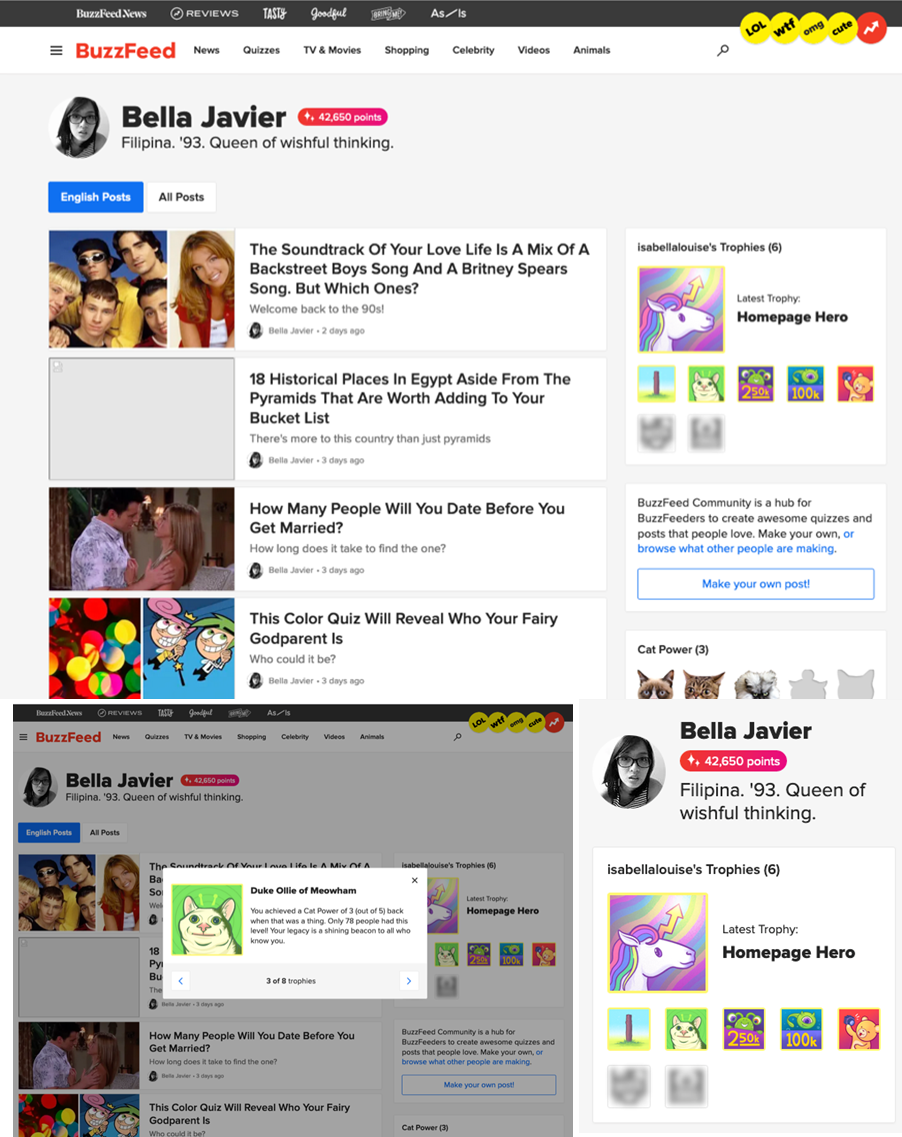 BuzzFeed News REVIEWS TASTY Goodful BRING ME! As/Is
LOL wtf omg cute
BuzzFeed News Quizzes TV & Movies Shopping Celebrity Videos Animals
Bella Javier 42,650 points
Filipina. '93. Queen of wishful thinking.
English Posts All Posts
The Soundtrack Of Your Love Life Is A Mix Of A
Backstreet Boys Song And A Britney Spears
Song. But Which Ones?
Welcome back to the 90s!
Bella Javier • 2 days ago
18 Historical Places In Egypt Aside From The
Pyramids That Are Worth Adding To Your
Bucket List
There's more to this country than just pyramids
Bella Javier • 3 days ago
How Many People Will You Date Before You
Get Married?
How long does it take to find the one?
Bella Javier • 3 days ago
This Color Quiz Will Reveal Who Your Fairy
Godparent Is
Who could it be?
Bella Javier • 3 days ago
isabellalouise's Trophies (6)
Latest Trophy:
Homepage Hero
250k 100k
BuzzFeed Community is a hub for
BuzzFeeders to create awesome quizzes and
posts that people love. Make your own, or
browse what other people are making.
Make your own post!
Cat Power (3)
BuzzFeed News REVIEWS TASTY Goodful BRING ME! As/Is
LOL wtf omg cute
BuzzFeed News Quizzes TV & Movies Shopping Celebrity Videos Animals
Bella Javier 42,650 points
Filipina. '93. Queen of wishful thinking.
English Posts All Posts
The Soundtrack Of Your Love Life Is A Mix Of A
Ba
So
We
18
Py
Bu
The
Bella Javier • 3 days ago
How Many People Will You Date Before You
Get Married?
How long does it take to find the one?
Bella Javier • 3 days ago
This Color Quiz Will Reveal Who Your Fairy
Godparent Is
Who could it be?
Duke Ollie of Meowham
You achieved a Cat Power of 3 (out of 5) back
when that was a thing. Only 78 people had this
level! Your legacy is a shining beacon to all who
know you.
3 of 8 trophies
isabellalouise's Trophies (6)
Latest Trophy:
Homepage Hero
250k 100k
BuzzFeed Community is a hub for
BuzzFeeders to create awesome quizzes and
posts that people love. Make your own, or
browse what other people are making.
Make your own post!
Cat Power (3)
Bella Javier
42,650 points
Filipina. '93. Queen of
wishful thinking.
isabellalouise's Trophies (6)
Latest Trophy:
Homepage Hero
250k 100k